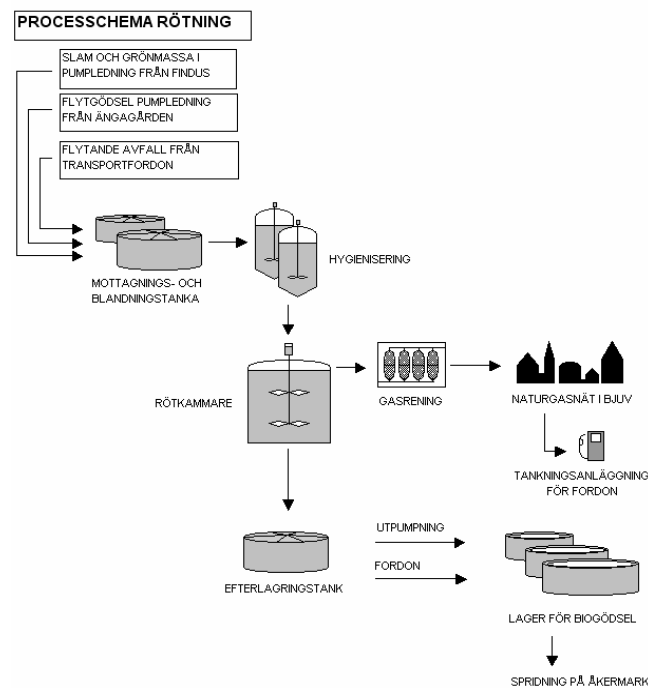 PROCESSCHEMA RÖTNING
SLAM OCH GRÖNMASSA I
PUMPLEDNING FRÅN FINDUS
FLYTGÖDSEL PUMPLEDNING
FRÅN ÄNGAGÅRDEN
FLYTANDE AVFALL FRÅN
TRANSPORTFORDON
HYGIENISERING
MOTTAGNINGS- OCH
BLANDNINGSTANKA
RÖTKAMMARE
GASRENING
NATURGASNÄT I BJUV
TANKNINGSANLÄGGNING
FÖR FORDON
UTPUMPNING
FORDON
EFTERLAGRINGSTANK
LAGER FÖR BIOGÖDSEL
SPRIDNING PÅ ÅKERMARK